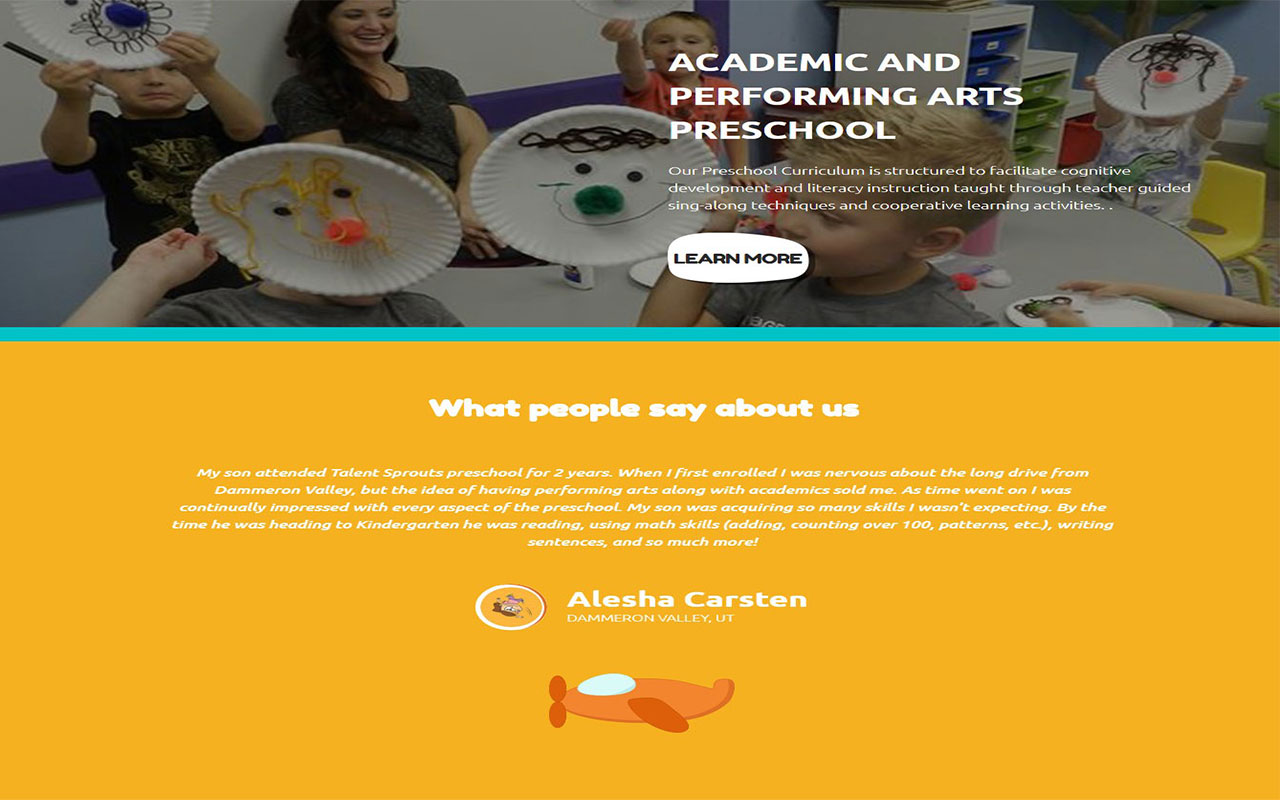 ACADEMIC AND
PERFORMING ARTS
PRESCHOOL
Our Preschool Curriculum is structured to facilitate cognitive
development and literacy instruction taught through teacher guided
sing-along techniques and cooperative learning activities. .
LEARN MORE
What people say about us
My son attended Talent Sprouts preschool for 2 years. When I first enrolled I was nervous about the long drive from
Dammeron Valley, but the idea of having performing arts along with academics sold me. As time went on I was
continually impressed with every aspect of the preschool. My son was acquiring so many skills I wasn't expecting. By the
time he was heading to Kindergarten he was reading, using math skills (adding, counting over 100, patterns, etc.), writing
sentences, and so much more!
Alesha Carsten
DAMMERON VALLEY, UT